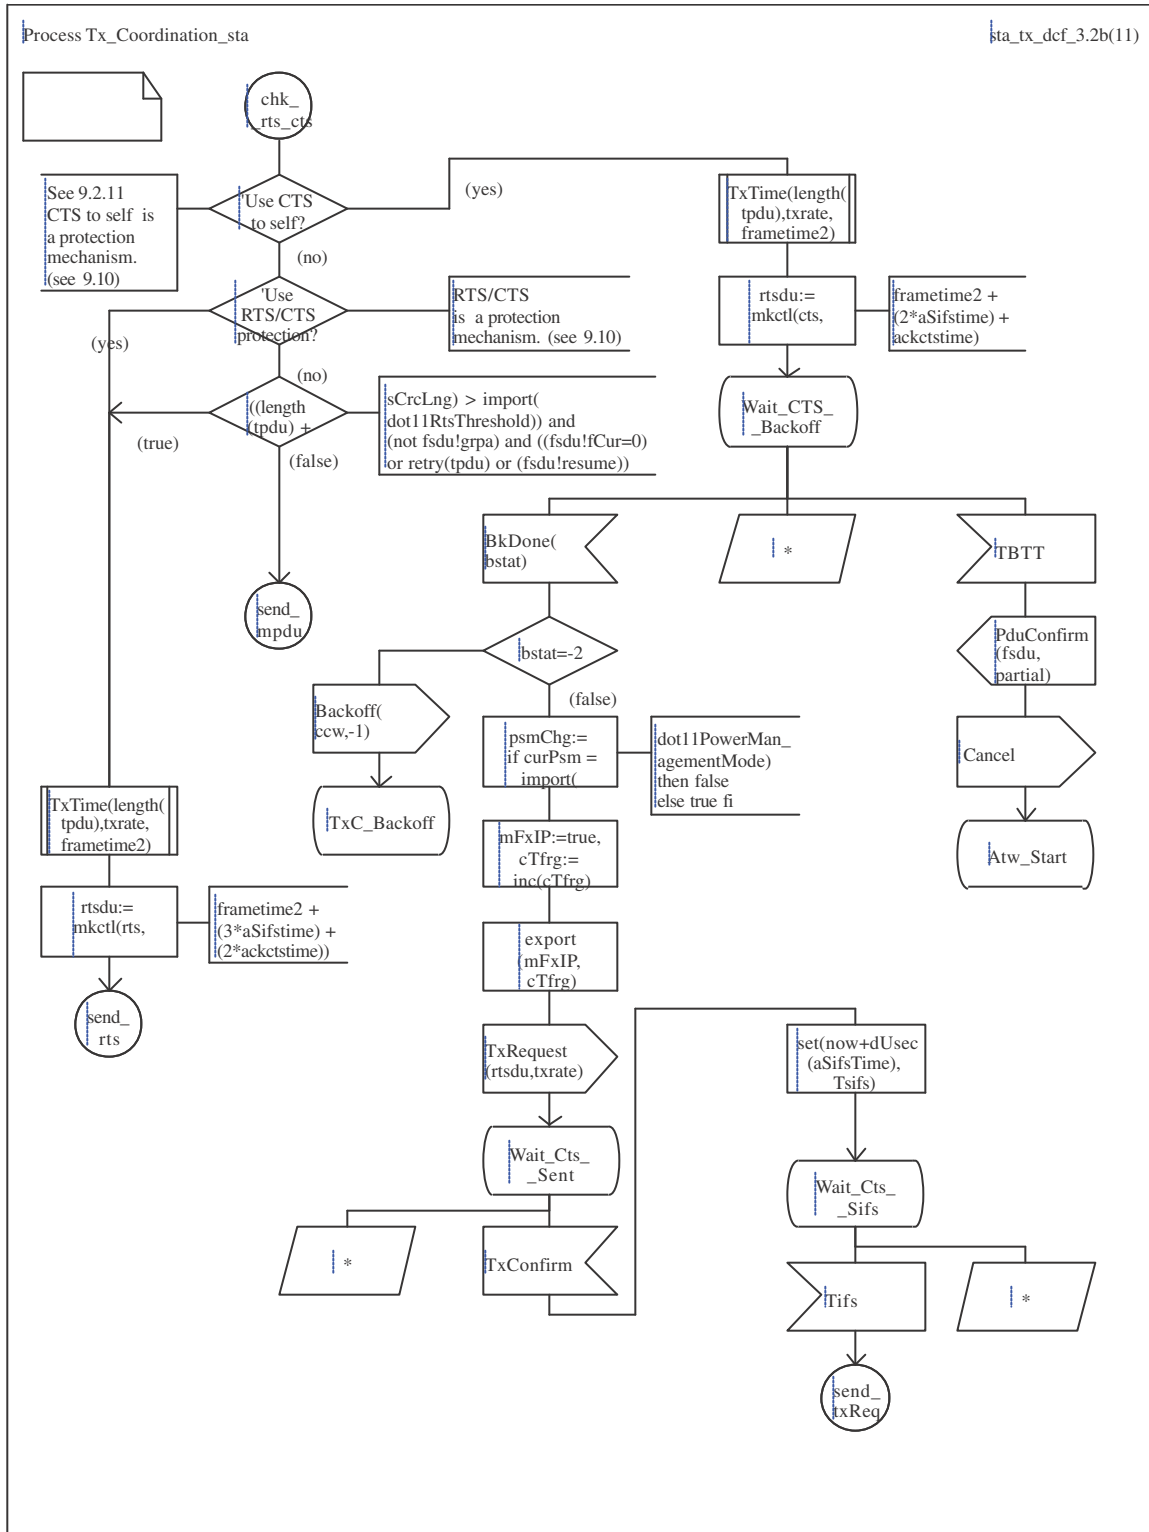 Process Tx_Coordination_sta
sta_tx_dcf_3.2b(11)
chk_
_rts_cts
See 9.2.11
CTS to self is
a protection
mechanism.
(see 9.10)
'Use CTS
to self?
(yes)
(no)
TxTime(length(
tpdu),txrate,
frametime2)
'Use
RTS/CTS
protection?
RTS/CTS
is a protection
mechanism. (see 9.10)
(yes)
(no)
rtsdu:=
mkctl(cts,
frametime2 +
(2*aSifstime) +
ackctstime)
((length
(tpdu) +
(true)
(false)
sCrcLng) > import(
dot11RtsThreshold)) and
(not fsdu!grpa) and ((fsdu!fCur=0)
or retry(tpdu) or (fsdu!resume))
Wait_CTS_
_Backoff
BkDone(
bstat)
*
TBTT
send_
mpdu
bstat=-2
(false)
PduConfirm
(fsdu,
partial)
Backoff(
ccw,-1)
psmChg:=
if curPsm =
import(
dot11PowerMan_
agementMode)
then false
else true fi
Cancel
TxC_Backoff
Atw_Start
TxTime(length(
tpdu),txrate,
frametime2)
mFxIP:=true,
cTfrg:=
inc(cTfrg)
rtsdu:=
mkctl(rts,
frametime2 +
(3*aSifstime) +
(2*ackctstime))
export
(mFxIP,
cTfrg)
send_
rts
TxRequest
(rtsdu,txrate)
set(now+dUsec
(aSifsTime),
Tsifs)
Wait_Cts_
_Sent
Wait_Cts_
_Sifs
*
TxConfirm
Tifs
*
send_
txReq